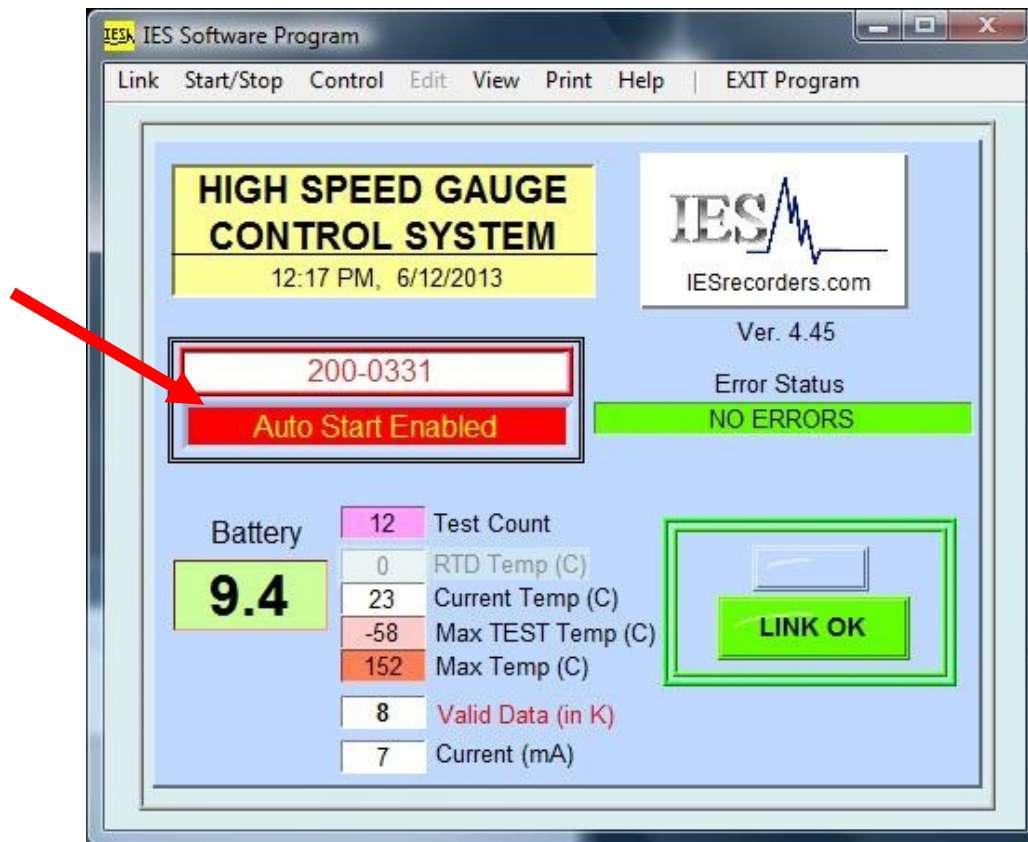 IES IES Software Program
Link Start/Stop Control Edit View Print Help | EXIT Program
HIGH SPEED GAUGE
CONTROL SYSTEM
12:17 PM, 6/12/2013
IES
IESrecorders.com
Ver. 4.45
200-0331
Auto Start Enabled
Error Status
NO ERRORS
Battery
9.4
12 Test Count
0 RTD Temp (C)
23 Current Temp (C)
-58 Max TEST Temp (C)
152 Max Temp (C)
8 Valid Data (in K)
7 Current (mA)
LINK OK